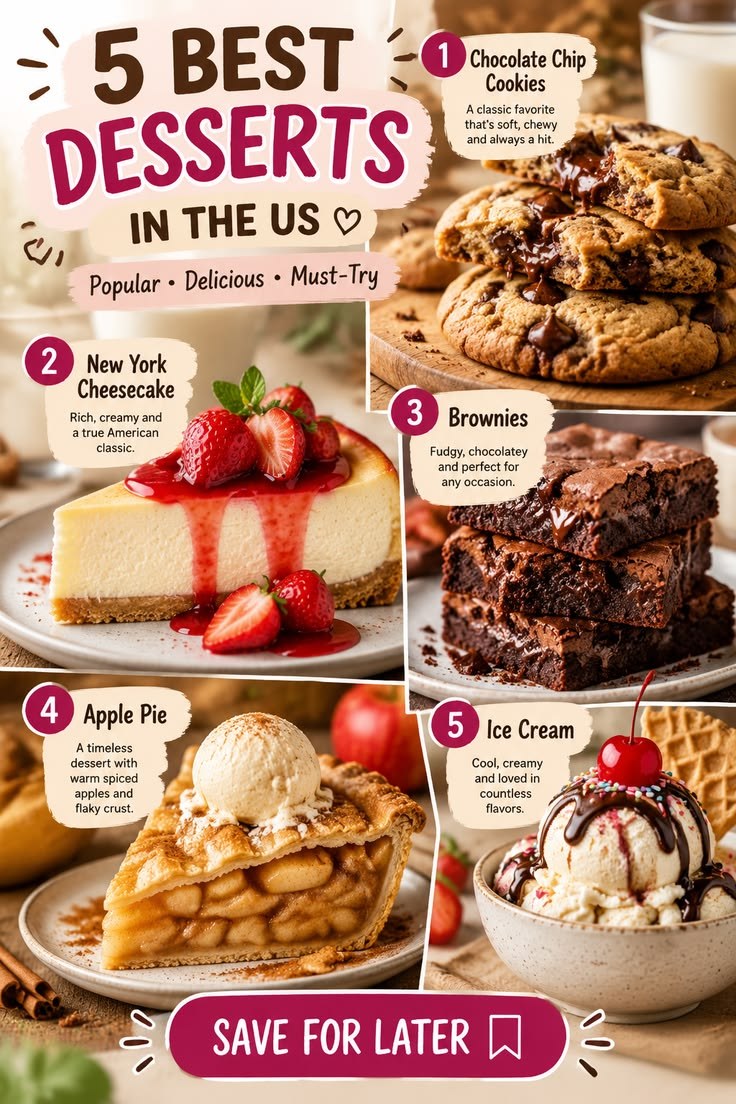 5 BEST
DESSERTS
IN THE US
Popular • Delicious • Must-Try
1
Chocolate Chip
Cookies
A classic favorite
that's soft, chewy
and always a hit.
2
New York
Cheesecake
Rich, creamy and
a true American
classic.
3
Brownies
Fudgy, chocolatey
and perfect for
any occasion.
4
Apple Pie
A timeless
dessert with
warm spiced
apples and
flaky crust.
5
Ice Cream
Cool, creamy
and loved in
countless
flavors.
SAVE FOR LATER